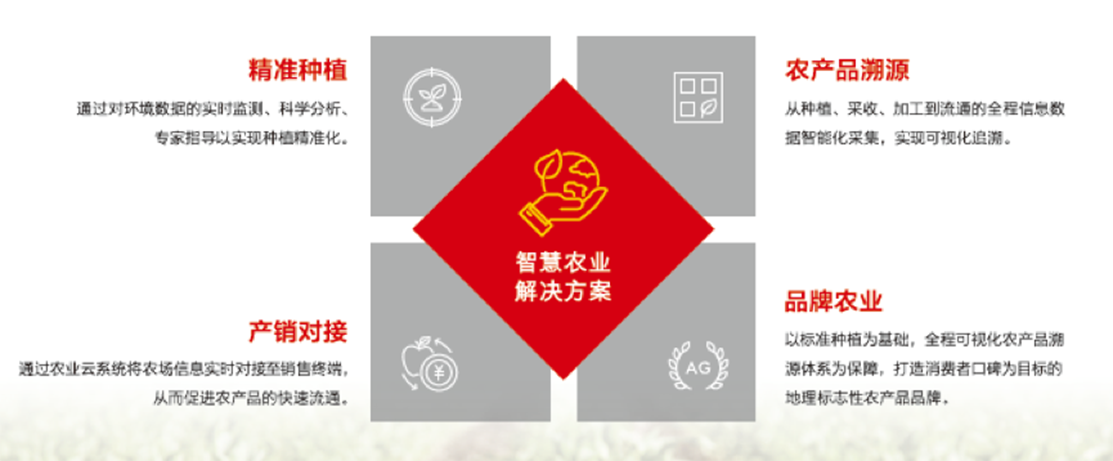 精准种植
通过对环境数据的实时监测、科学分析、
专家指导以实现种植精准化。
农产品溯源
从种植、采收、加工到流通的全程信息数
据智能化采集，实现可视化追溯。
智慧农业
解决方案
产销对接
通过农业云系统将农场信息实时对接至销售终端，
从而促进农产品的快速流通。
¥
品牌农业
以标准种植为基础，全程可视化农产品溯
源体系为保障，打造消费者口碑为目标的
地理标志性农产品品牌。
AG